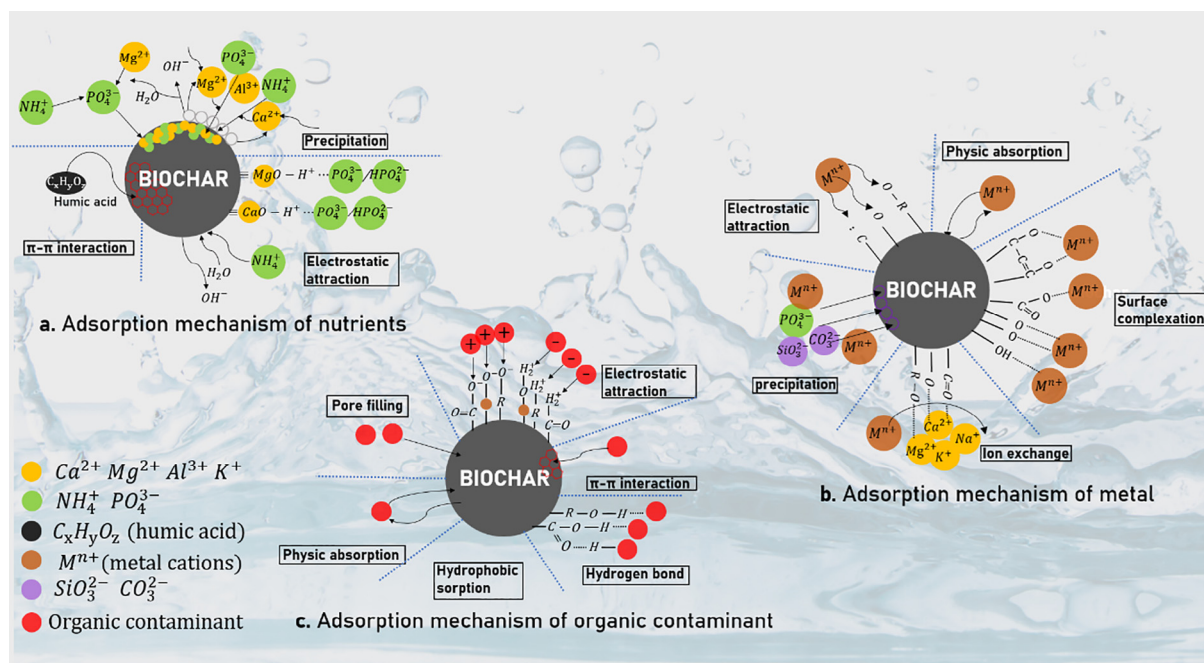 Mg²⁺
OH⁻
PO₄³⁻
Mg²⁺
Al³⁺
NH₄⁺
NH₄⁺
PO₄³⁻
H₂O
Ca²⁺
Precipitation
BIOCHAR
CₓHᵧO_z
Humic acid
≡ MgO − H⁺ ⋯ PO₄³⁻/HPO₄²⁻
≡ CaO − H⁺ ⋯ PO₄³⁻/HPO₄²⁻
π-π interaction
NH₄⁺
H₂O
OH⁻
Electrostatic
attraction
a. Adsorption mechanism of nutrients
Physic absorption
Mⁿ⁺
O – R
O
: C
Mⁿ⁺
Electrostatic
attraction
BIOCHAR
C
O
C
C
O
Mⁿ⁺
C=O
O
Mⁿ⁺
Surface
complexation
O
O
OH
Mⁿ⁺
Mⁿ⁺
Mⁿ⁺
PO₄³⁻
SiO₃²⁻
CO₃²⁻
Mⁿ⁺
precipitation
R–O
O
C=O
Mⁿ⁺
Ca²⁺
Na⁺
Mg²⁺
K⁺
Ion exchange
b. Adsorption mechanism of metal
+
+
+
−
−
−
Electrostatic
attraction
O–
O–
O⁻
H₂⁺
H₂⁺
O=C
R
O
R
C=O
Pore filling
BIOCHAR
π-π interaction
R – O – H
C – O – H
O ⋯ H
Physic absorption
Hydrophobic
sorption
Hydrogen bond
c. Adsorption mechanism of organic contaminant
Ca²⁺ Mg²⁺ Al³⁺ K⁺
NH₄⁺ PO₄³⁻
CₓHᵧO_z (humic acid)
Mⁿ⁺(metal cations)
SiO₃²⁻ CO₃²⁻
Organic contaminant